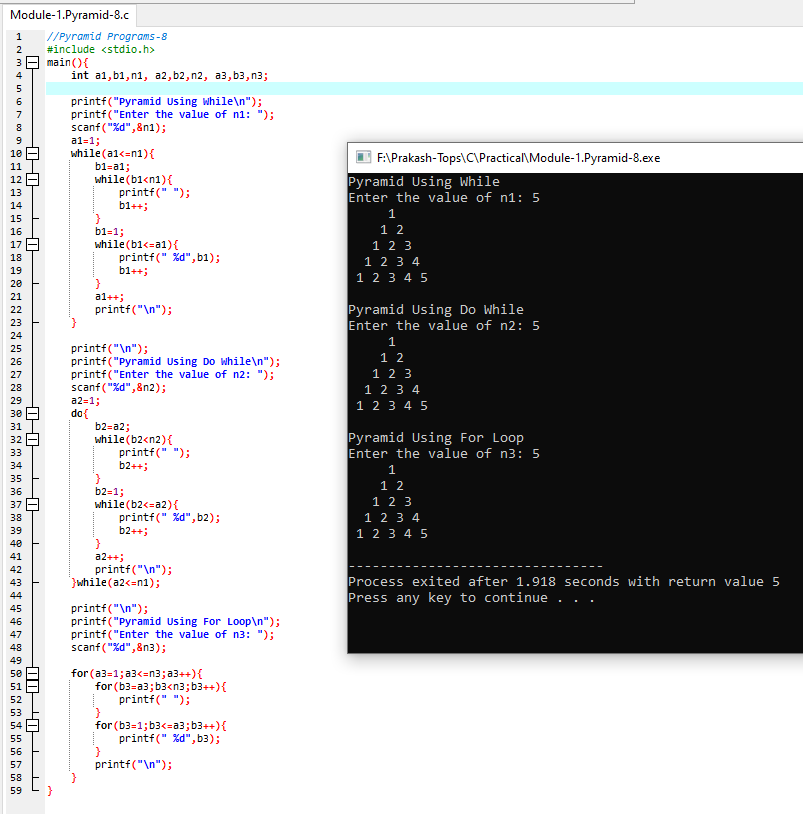 Module-1.Pyramid-8.c
1 //Pyramid Programs-8
2 #include <stdio.h>
3 main(){
4 int a1,b1,n1, a2,b2,n2, a3,b3,n3;
5
6 printf("Pyramid Using While\n");
7 printf("Enter the value of n1: ");
8 scanf("%d",&n1);
9 a1=1;
10 while(a1<=n1){
11 b1=a1;
12 while(b1<n1){
13 printf(" ");
14 b1++;
15 }
16 b1=1;
17 while(b1<=a1){
18 printf(" %d",b1);
19 b1++;
20 }
21 a1++;
22 printf("\n");
23 }
24
25 printf("\n");
26 printf("Pyramid Using Do While\n");
27 printf("Enter the value of n2: ");
28 scanf("%d",&n2);
29 a2=1;
30 do{
31 b2=a2;
32 while(b2<n2){
33 printf(" ");
34 b2++;
35 }
36 b2=1;
37 while(b2<=a2){
38 printf(" %d",b2);
39 b2++;
40 }
41 a2++;
42 printf("\n");
43 }while(a2<=n1);
44
45 printf("\n");
46 printf("Pyramid Using For Loop\n");
47 printf("Enter the value of n3: ");
48 scanf("%d",&n3);
49
50 for(a3=1;a3<=n3;a3++){
51 for(b3=a3;b3<n3;b3++){
52 printf(" ");
53 }
54 for(b3=1;b3<=a3;b3++){
55 printf(" %d",b3);
56 }
57 printf("\n");
58 }
59 }
F:\Prakash-Tops\C\Practical\Module-1.Pyramid-8.exe
Pyramid Using While
Enter the value of n1: 5
1
1 2
1 2 3
1 2 3 4
1 2 3 4 5
Pyramid Using Do While
Enter the value of n2: 5
1
1 2
1 2 3
1 2 3 4
1 2 3 4 5
Pyramid Using For Loop
Enter the value of n3: 5
1
1 2
1 2 3
1 2 3 4
1 2 3 4 5
--------------------------------
Process exited after 1.918 seconds with return value 5
Press any key to continue . . .